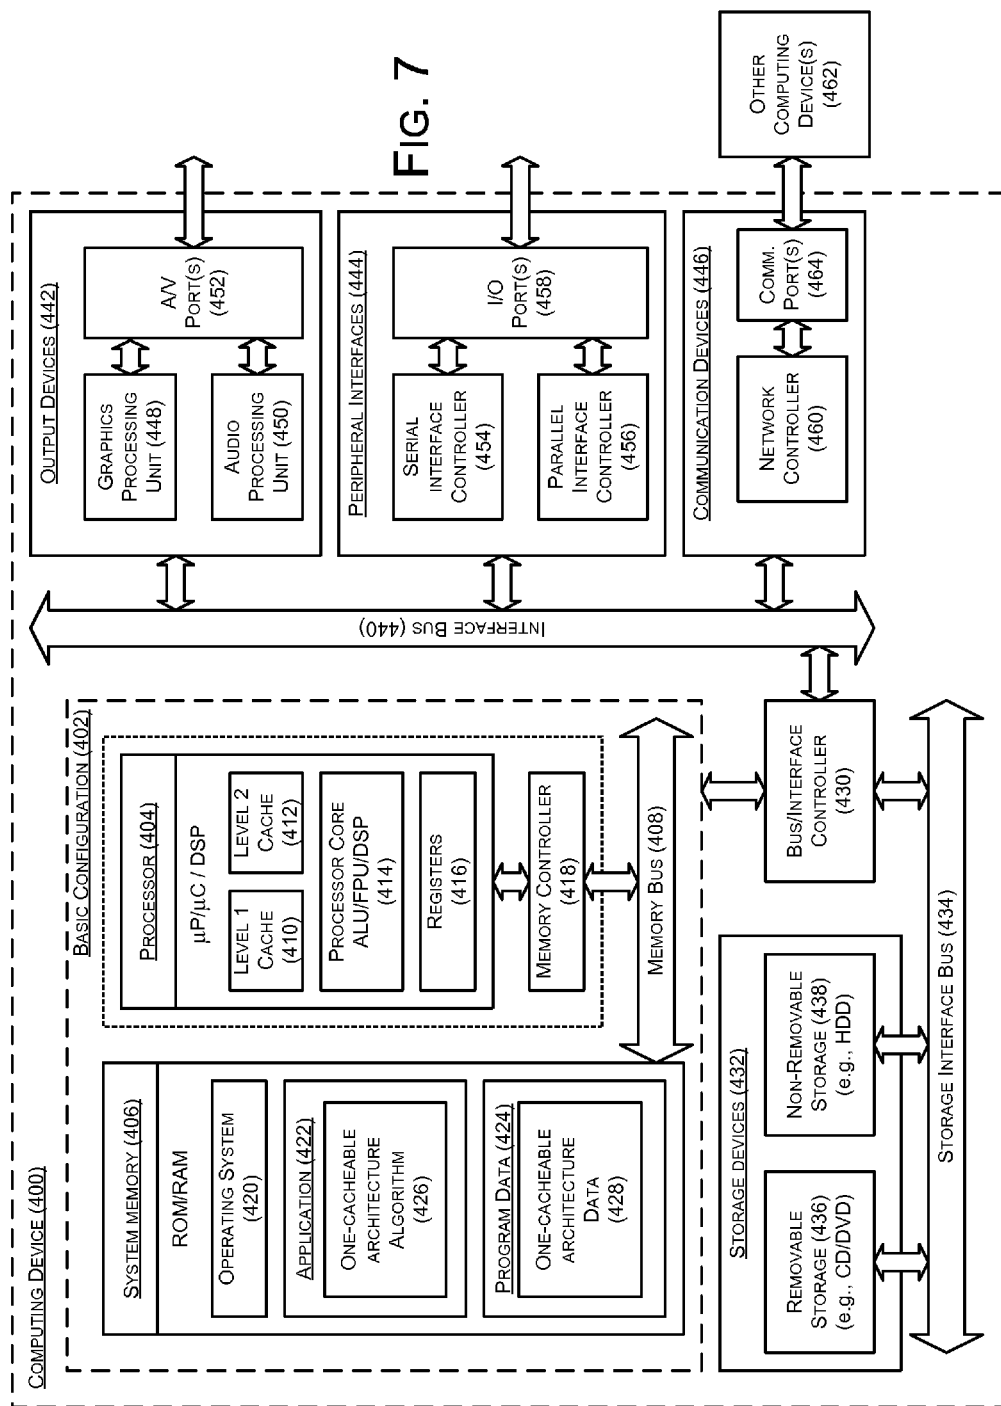 COMPUTING DEVICE (400)
BASIC CONFIGURATION (402)
SYSTEM MEMORY (406)
ROM/RAM
OPERATING SYSTEM
(420)
APPLICATION (422)
ONE-CACHEABLE
ARCHITECTURE
ALGORITHM
(426)
PROGRAM DATA (424)
ONE-CACHEABLE
ARCHITECTURE
DATA
(428)
PROCESSOR (404)
µP/µC / DSP
LEVEL 1
CACHE
(410)
LEVEL 2
CACHE
(412)
PROCESSOR CORE
ALU/FPU/DSP
(414)
REGISTERS
(416)
MEMORY CONTROLLER
(418)
MEMORY BUS (408)
STORAGE DEVICES (432)
REMOVABLE
STORAGE (436)
(e.g., CD/DVD)
NON-REMOVABLE
STORAGE (438)
(e.g., HDD)
BUS/INTERFACE
CONTROLLER
(430)
STORAGE INTERFACE BUS (434)
INTERFACE BUS (440)
OUTPUT DEVICES (442)
GRAPHICS
PROCESSING
UNIT (448)
AUDIO
PROCESSING
UNIT (450)
A/V
PORT(S)
(452)
PERIPHERAL INTERFACES (444)
SERIAL
INTERFACE
CONTROLLER
(454)
PARALLEL
INTERFACE
CONTROLLER
(456)
I/O
PORT(S)
(458)
COMMUNICATION DEVICES (446)
NETWORK
CONTROLLER
(460)
COMM.
PORT(S)
(464)
OTHER
COMPUTING
DEVICE(S)
(462)
FIG. 7